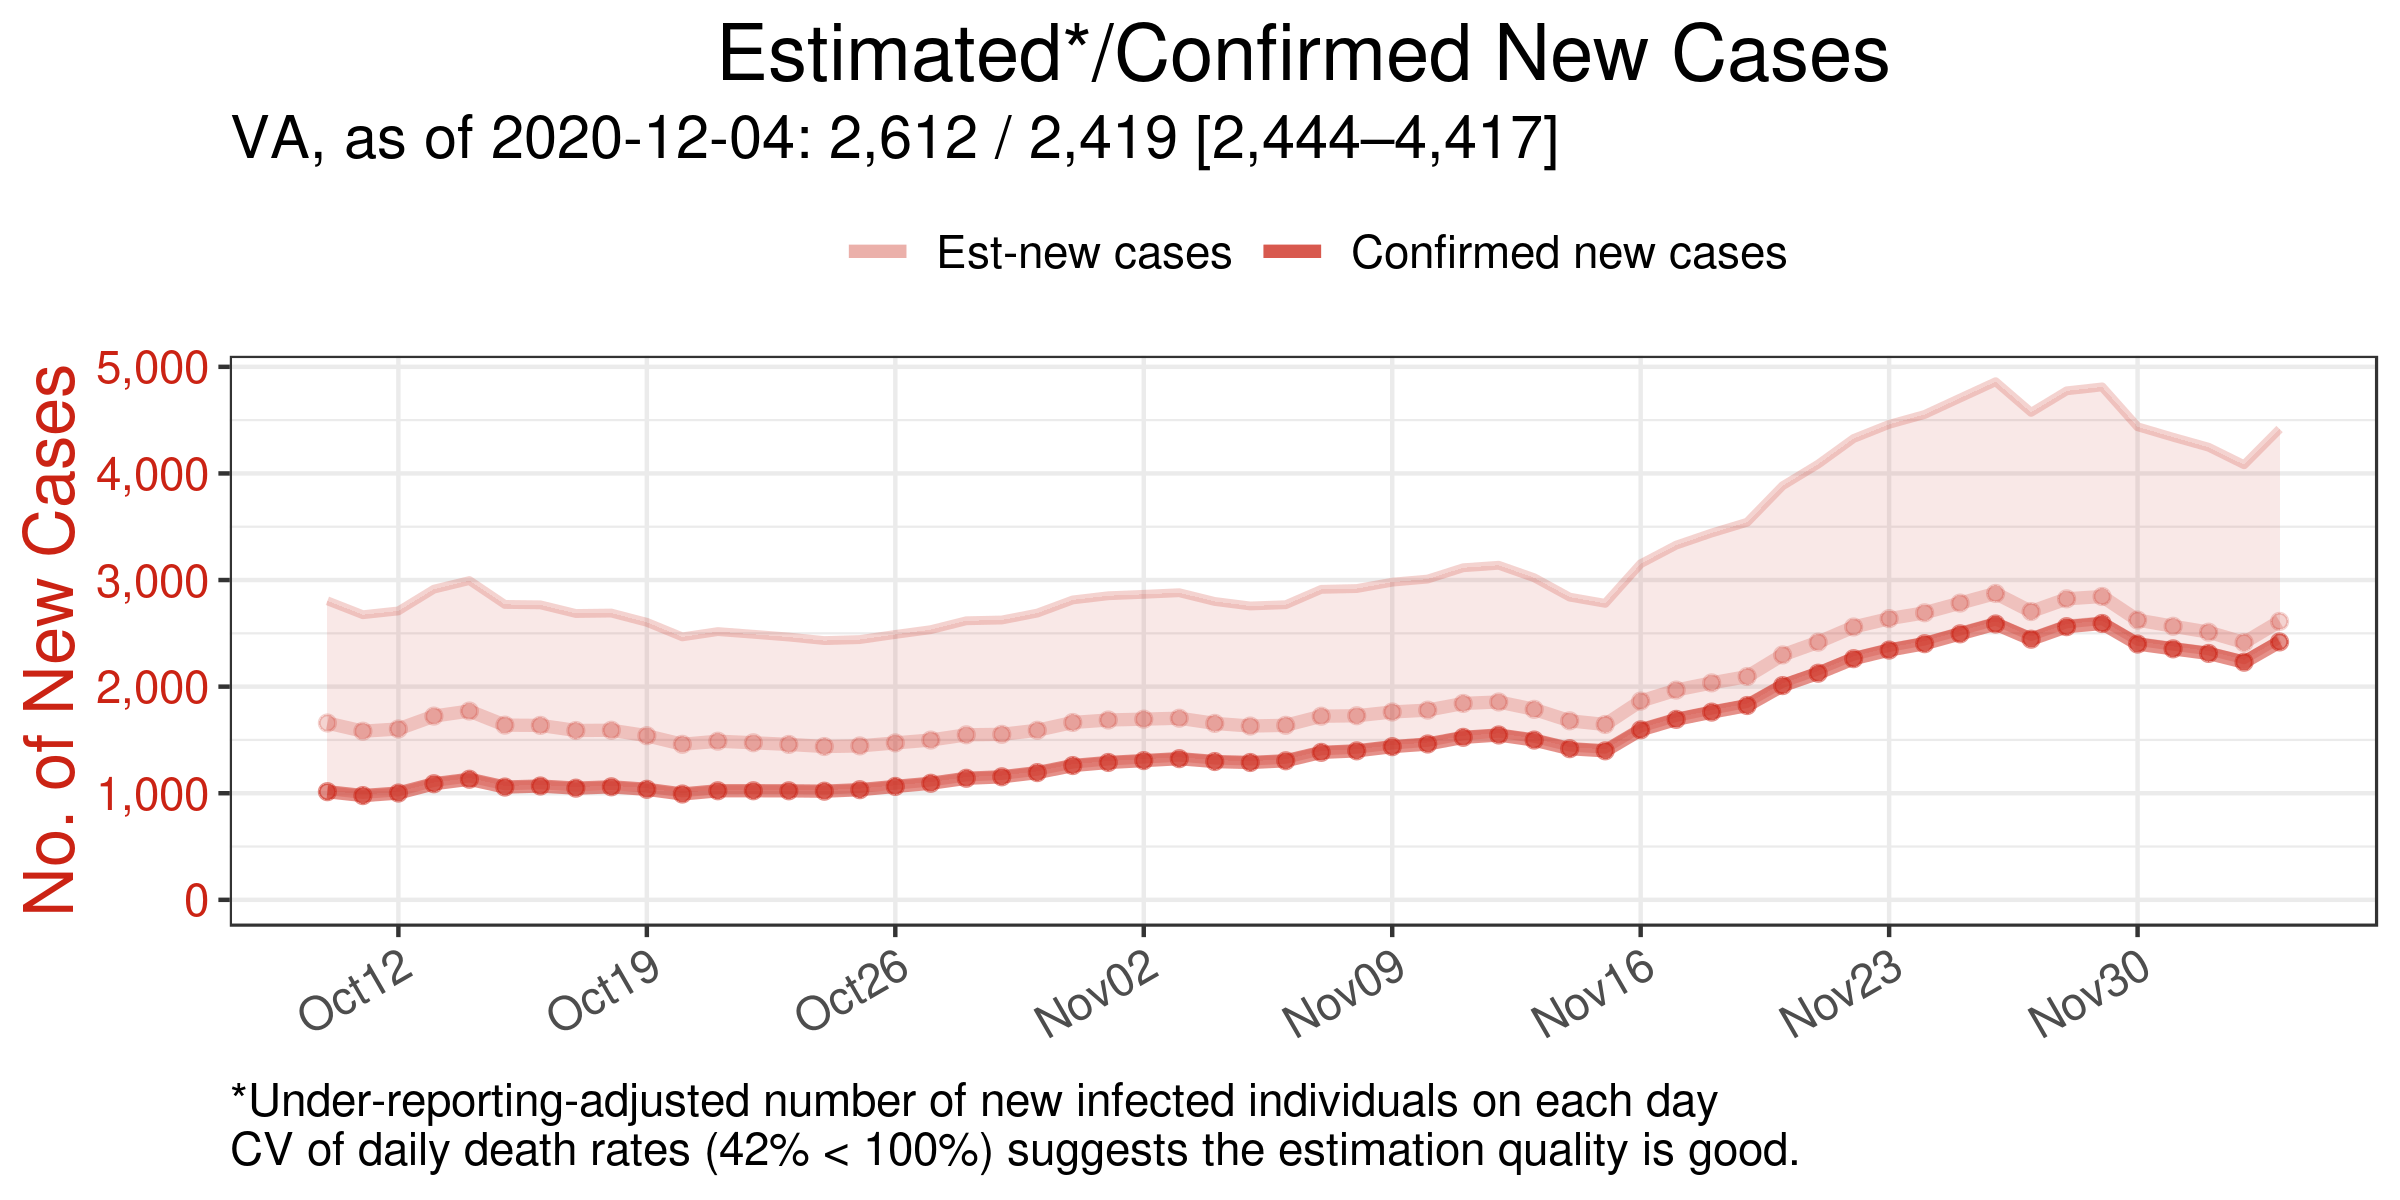 Estimated*/Confirmed New Cases
VA, as of 2020-12-04: 2,612 / 2,419 [2,444–4,417]
Est-new cases
Confirmed new cases
No. of New Cases
5,000
4,000
3,000
2,000
1,000
0
Oct12
Oct19
Oct26
Nov02
Nov09
Nov16
Nov23
Nov30
*Under-reporting-adjusted number of new infected individuals on each day
CV of daily death rates (42% < 100%) suggests the estimation quality is good.